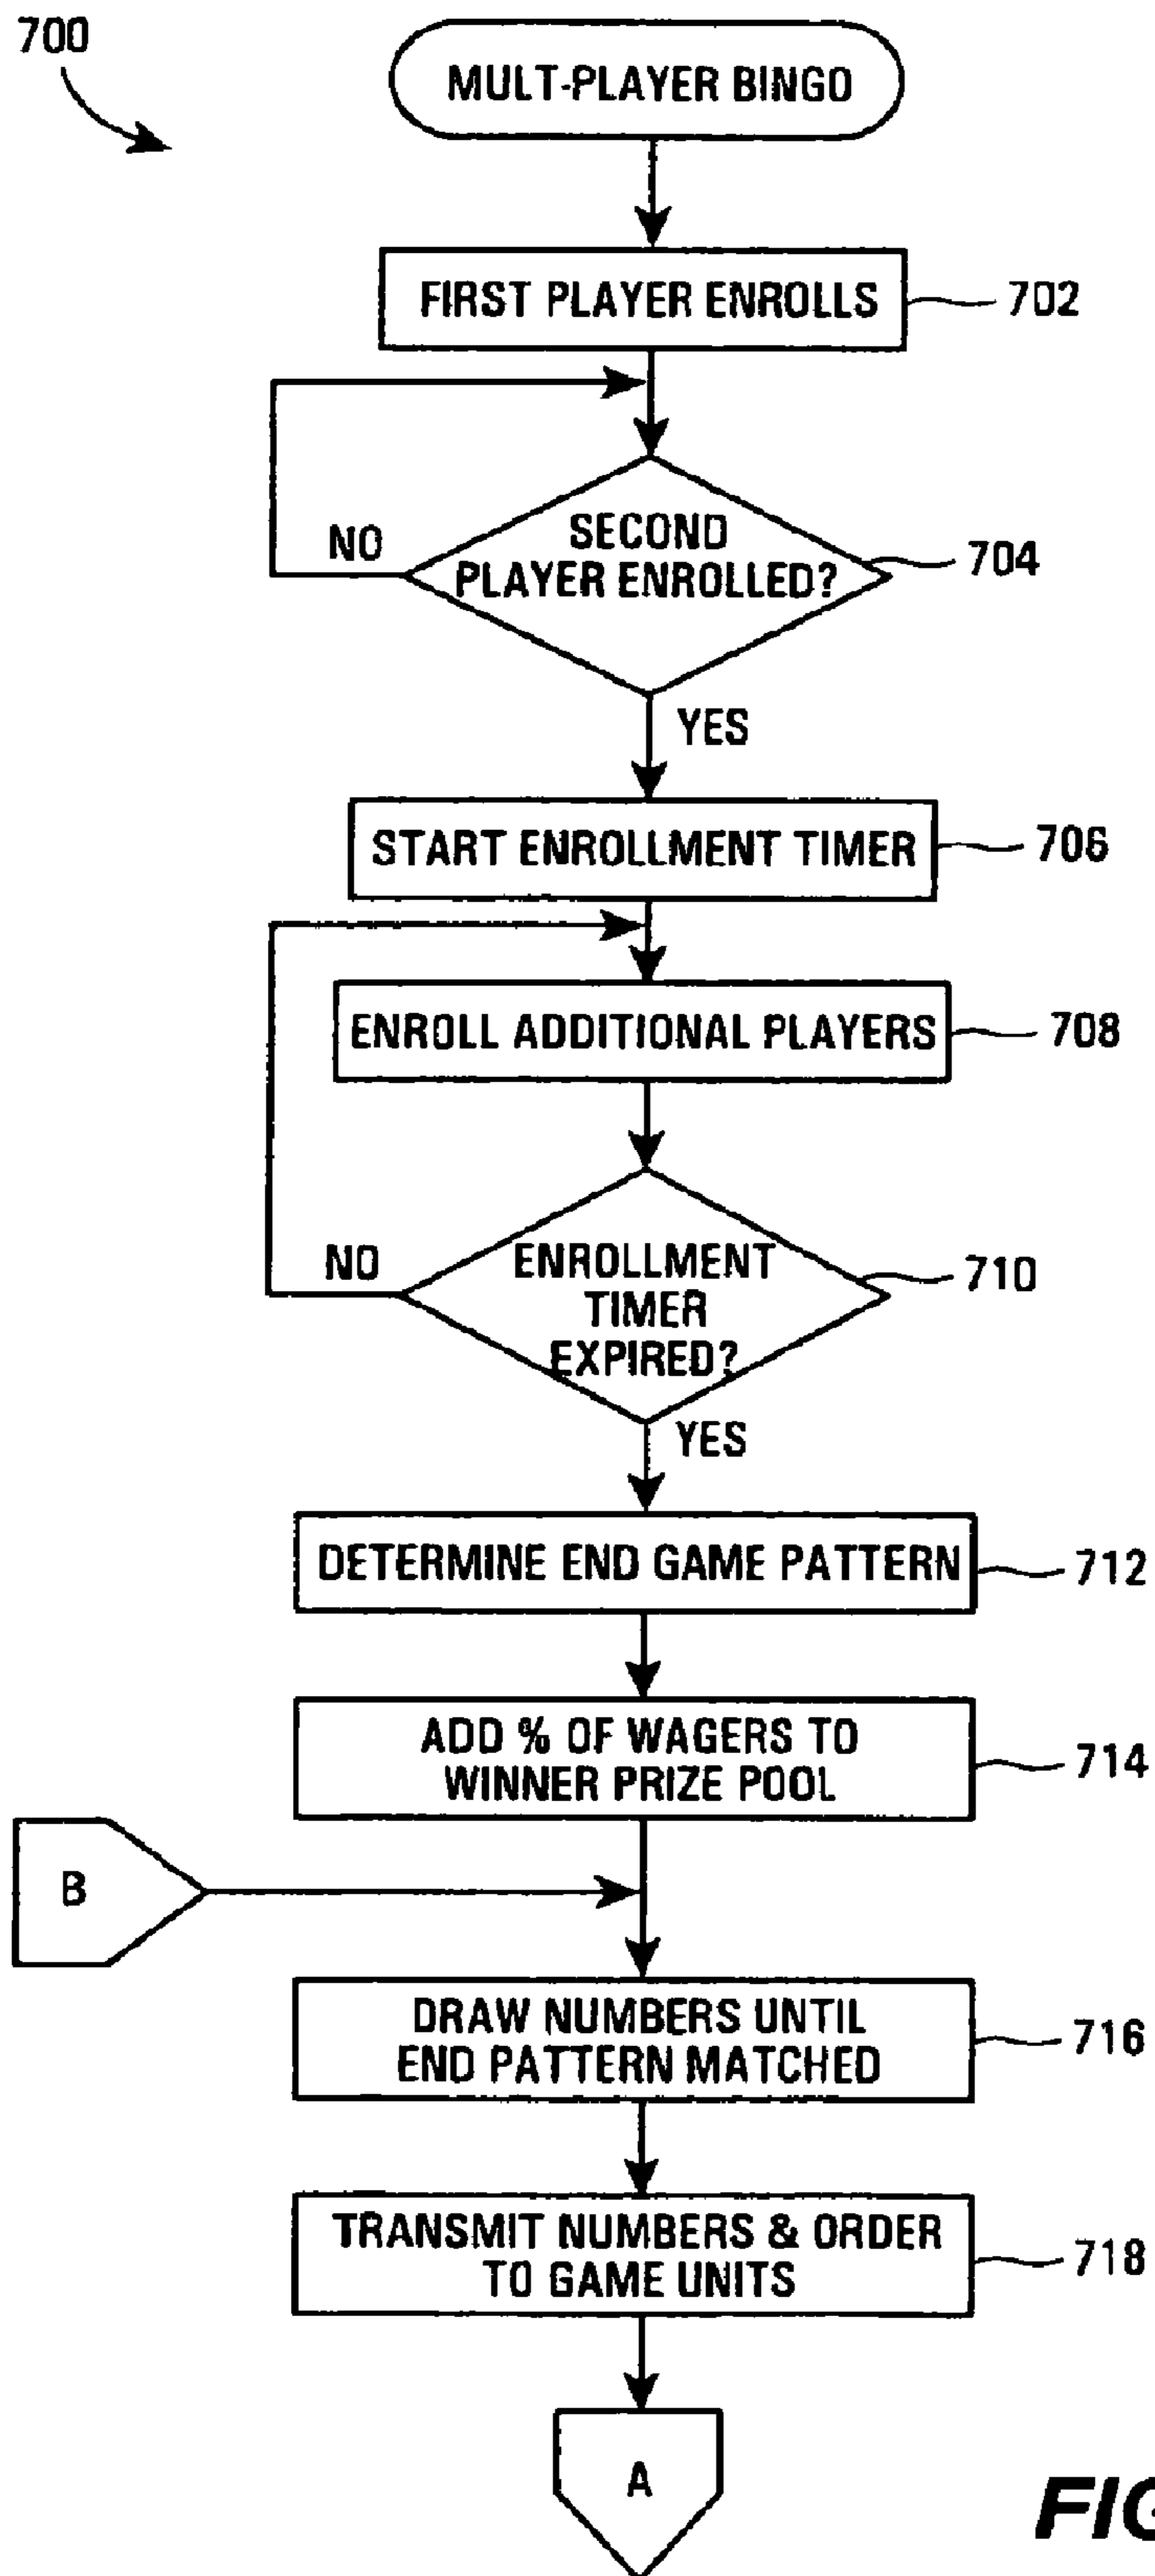 700
MULT-PLAYER BINGO
FIRST PLAYER ENROLLS
702
NO
SECOND
PLAYER ENROLLED?
704
YES
START ENROLLMENT TIMER
706
ENROLL ADDITIONAL PLAYERS
708
NO
ENROLLMENT
TIMER
EXPIRED?
710
YES
DETERMINE END GAME PATTERN
712
ADD % OF WAGERS TO
WINNER PRIZE POOL
714
B
DRAW NUMBERS UNTIL
END PATTERN MATCHED
716
TRANSMIT NUMBERS & ORDER
TO GAME UNITS
718
A
FIG